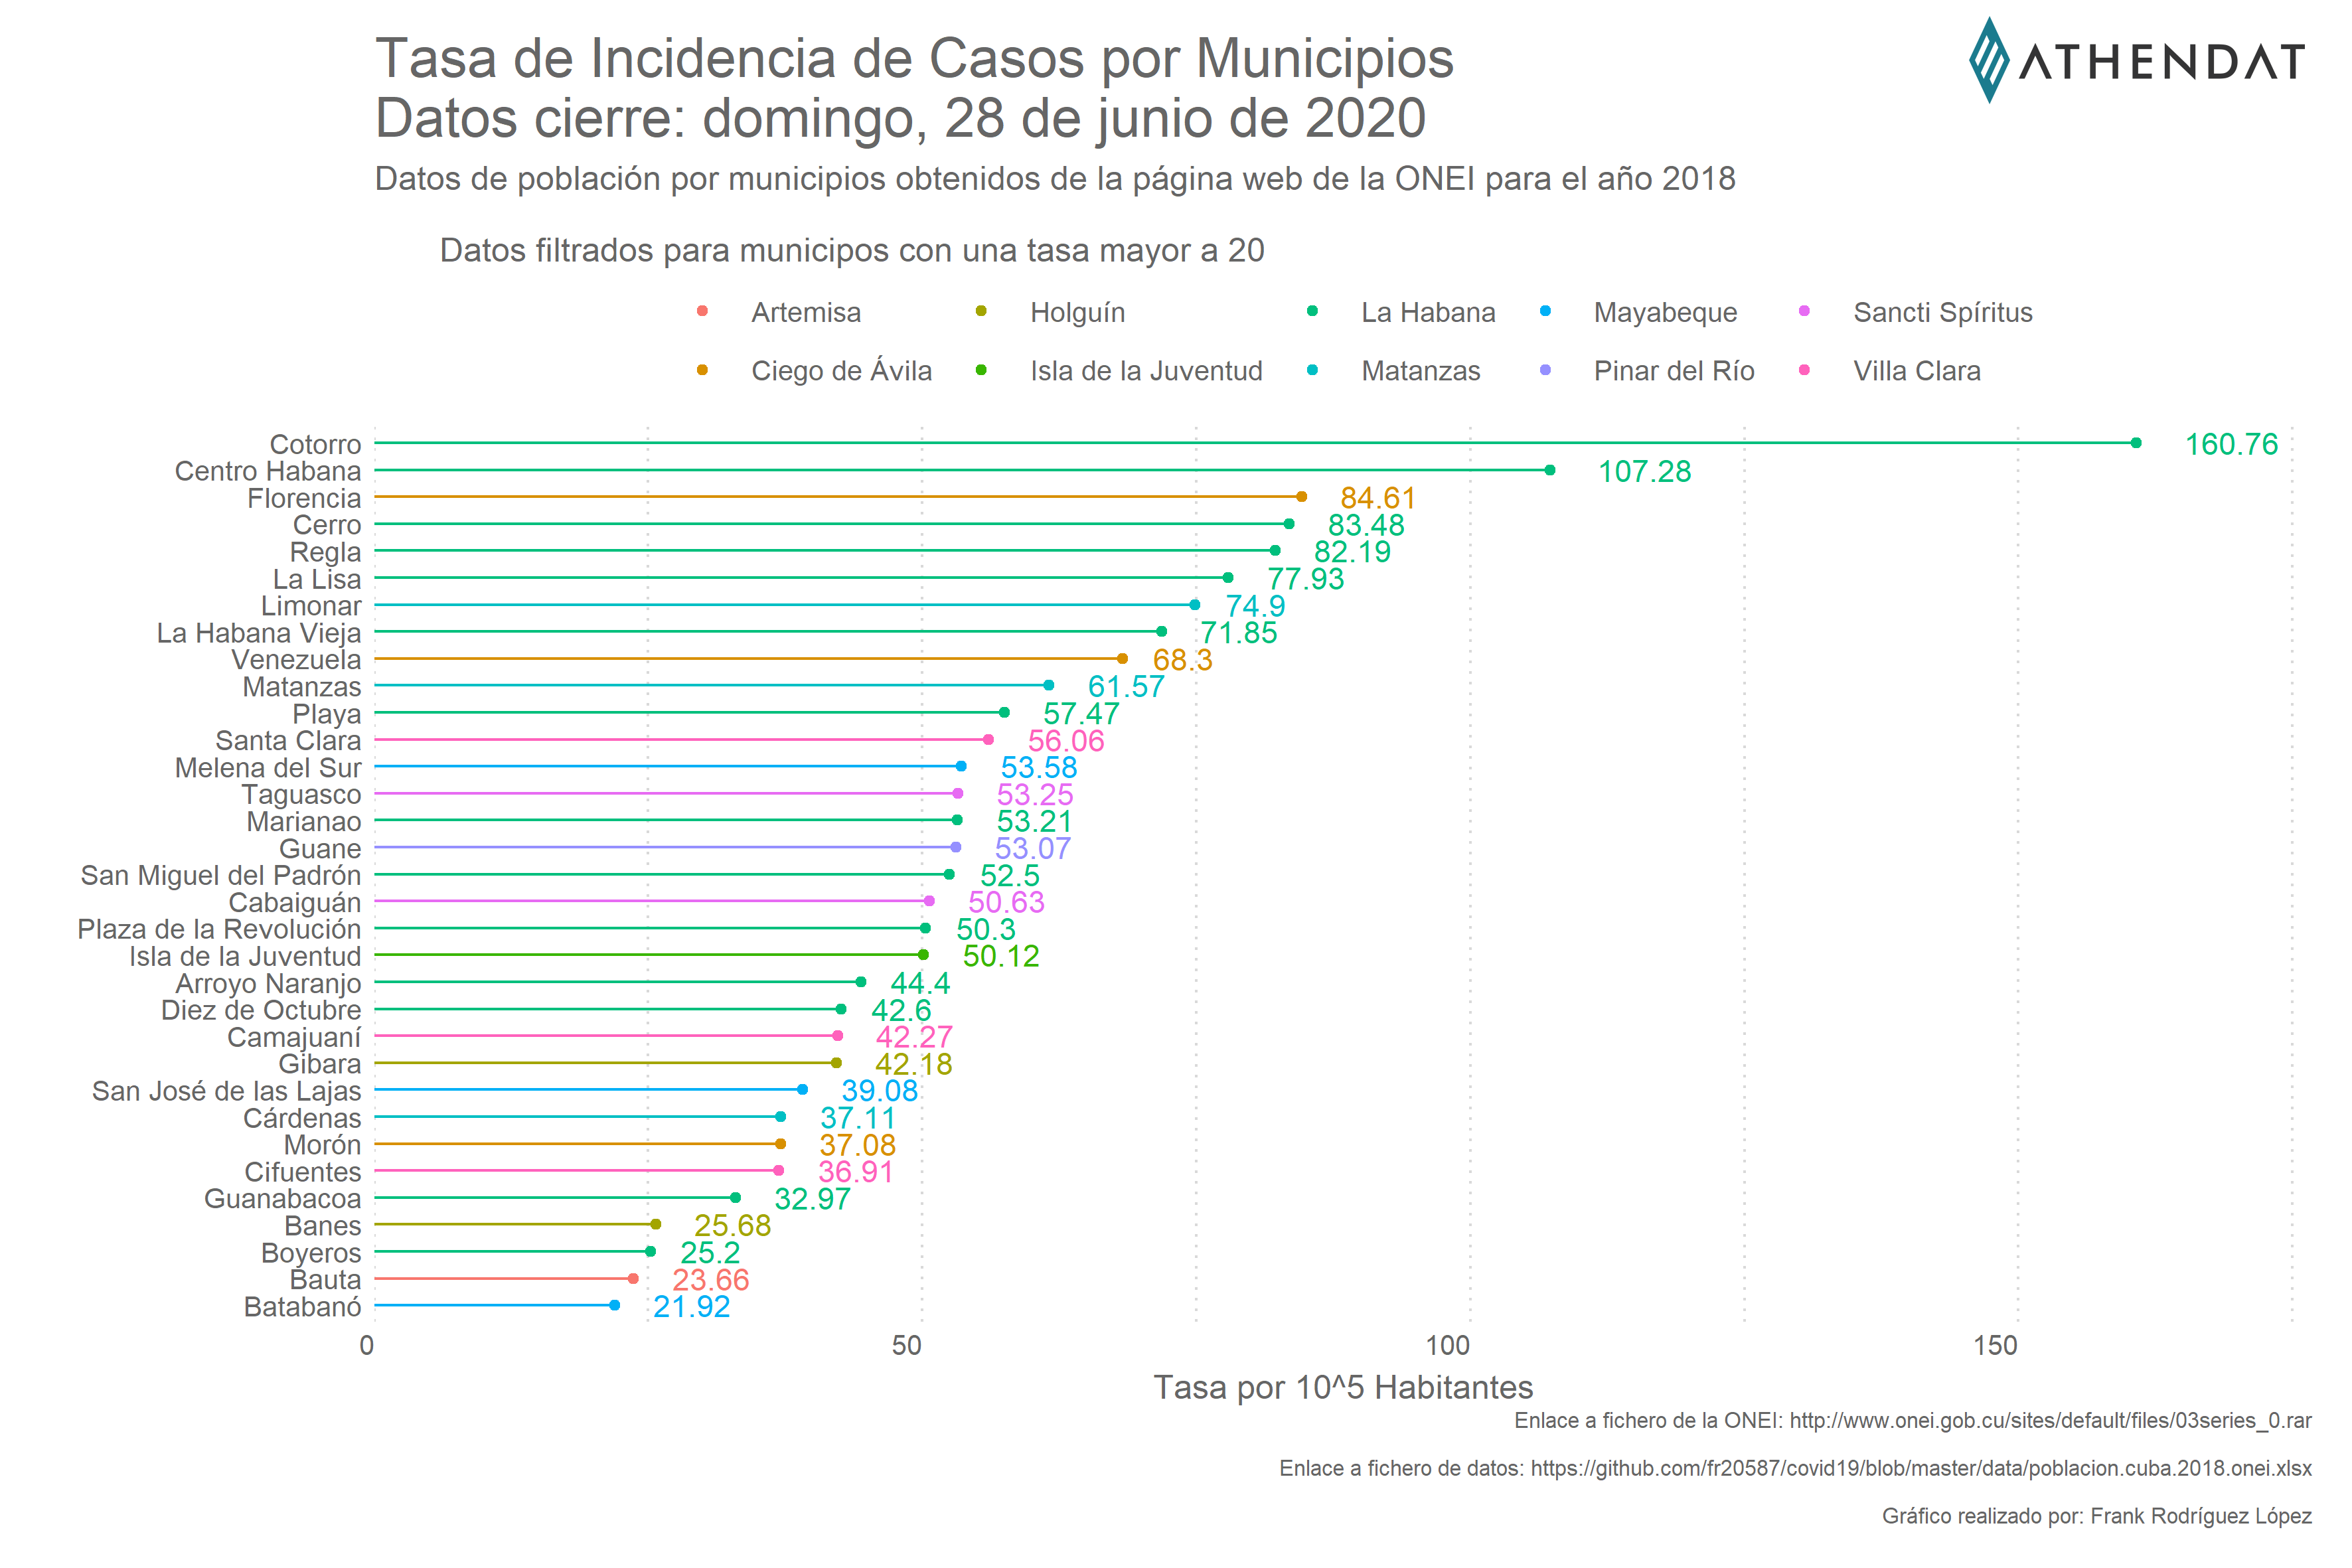 Tasa de Incidencia de Casos por Municipios
Datos cierre: domingo, 28 de junio de 2020
ATHENDAT
Datos de población por municipios obtenidos de la página web de la ONEI para el año 2018
Datos filtrados para municipos con una tasa mayor a 20
Artemisa Holguín La Habana Mayabeque Sancti Spíritus
Ciego de Ávila Isla de la Juventud Matanzas Pinar del Río Villa Clara
Cotorro 160.76
Centro Habana 107.28
Florencia 84.61
Cerro 83.48
Regla 82.19
La Lisa 77.93
Limonar 74.9
La Habana Vieja 71.85
Venezuela 68.3
Matanzas 61.57
Playa 57.47
Santa Clara 56.06
Melena del Sur 53.58
Taguasco 53.25
Marianao 53.21
Guane 53.07
San Miguel del Padrón 52.5
Cabaiguán 50.63
Plaza de la Revolución 50.3
Isla de la Juventud 50.12
Arroyo Naranjo 44.4
Diez de Octubre 42.6
Camajuaní 42.27
Gibara 42.18
San José de las Lajas 39.08
Cárdenas 37.11
Morón 37.08
Cifuentes 36.91
Guanabacoa 32.97
Banes 25.68
Boyeros 25.2
Bauta 23.66
Batabanó 21.92
0 50 100 150
Tasa por 10^5 Habitantes
Enlace a fichero de la ONEI: http://www.onei.gob.cu/sites/default/files/03series_0.rar
Enlace a fichero de datos: https://github.com/fr20587/covid19/blob/master/data/poblacion.cuba.2018.onei.xlsx
Gráfico realizado por: Frank Rodríguez López